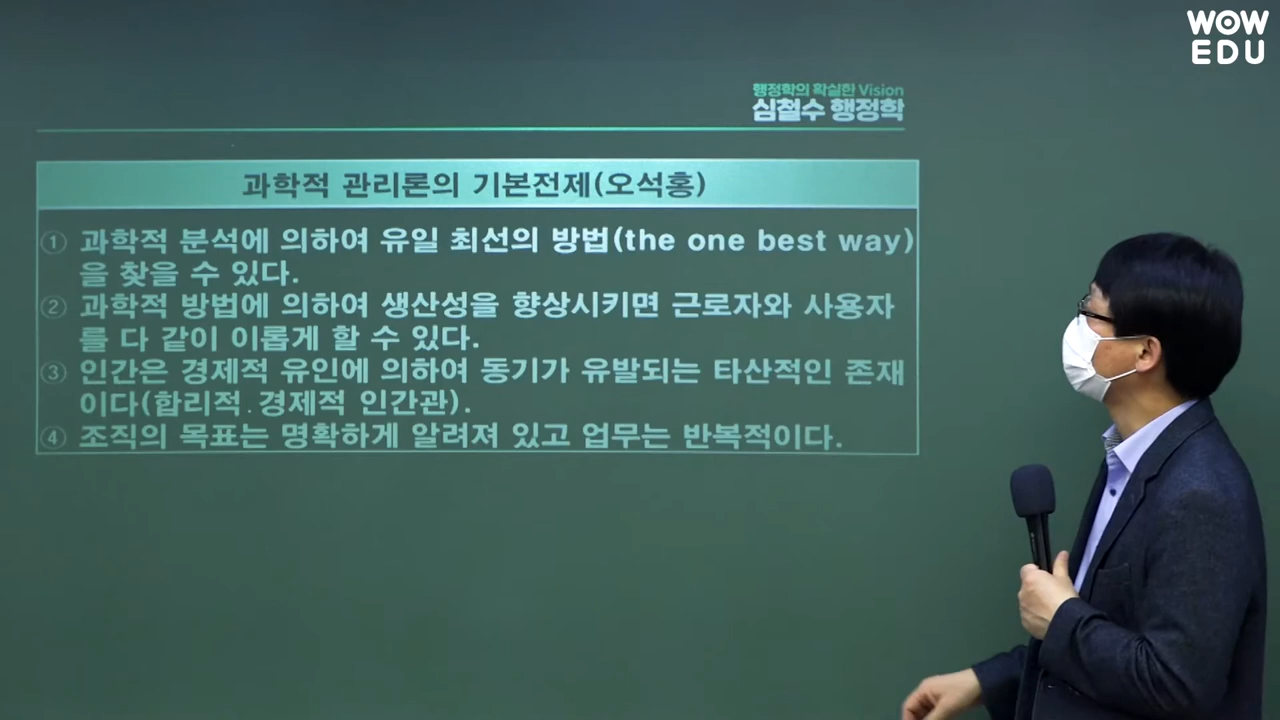 WOW
EDU
행정학의 확실한 Vision
심철수 행정학
과학적 관리론의 기본전제(오석홍)
① 과학적 분석에 의하여 유일 최선의 방법(the one best way)
을 찾을 수 있다.
② 과학적 방법에 의하여 생산성을 향상시키면 근로자와 사용자
를 다 같이 이롭게 할 수 있다.
③ 인간은 경제적 유인에 의하여 동기가 유발되는 타산적인 존재
이다(합리적·경제적 인간관).
④ 조직의 목표는 명확하게 알려져 있고 업무는 반복적이다.